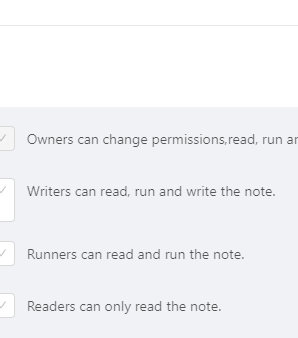 Owners can change permissions,read, run
Writers can read, run and write the note.
Runners can read and run the note.
Readers can only read the note.